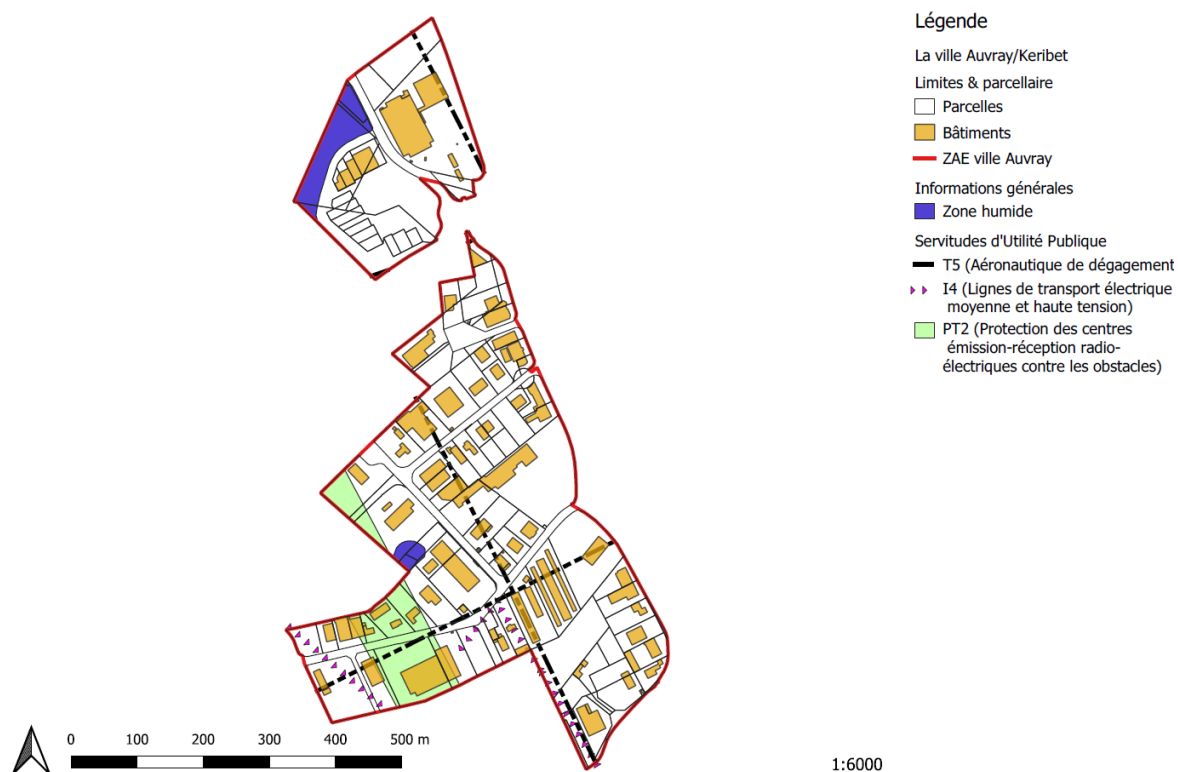 Légende
La ville Auvray/Keribet
Limites & parcellaire
Parcelles
Bâtiments
ZAE ville Auvray
Informations générales
Zone humide
Servitudes d'Utilité Publique
T5 (Aéronautique de dégagement
I4 (Lignes de transport électrique
moyenne et haute tension)
PT2 (Protection des centres
émission-réception radio-
électriques contre les obstacles)
0 100 200 300 400 500 m
1:6000